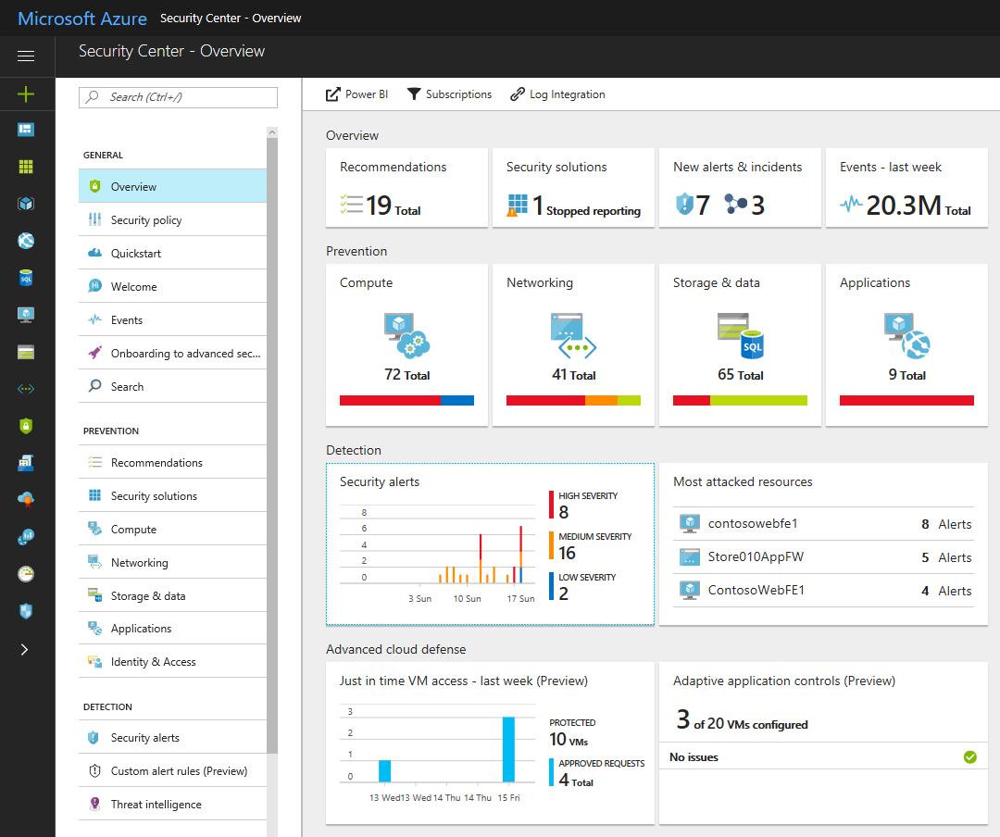 Microsoft Azure Security Center - Overview
Security Center - Overview
Search (Ctrl+/)
GENERAL
Overview
Security policy
Quickstart
Hi
Welcome
Events
Onboarding to advanced sec...
Search
PREVENTION
Recommendations
Security solutions
Compute
Networking
Storage & data
Applications
Identity & Access
DETECTION
Security alerts
Custom alert rules (Preview)
Threat intelligence
SQL
Power BI Subscriptions Log Integration
Overview
Recommendations
19 Total
Security solutions
1 Stopped reporting
New alerts & incidents
7 3
Events - last week
20.3M Total
Prevention
Compute
72 Total
Networking
41 Total
Storage & data
SQL
65 Total
Applications
9 Total
Detection
Security alerts
8
6
4
2
0
3 Sun 10 Sun 17 Sun
HIGH SEVERITY
8
MEDIUM SEVERITY
16
LOW SEVERITY
2
Most attacked resources
contosowebfe1 8 Alerts
Store010AppFW 5 Alerts
ContosoWebFE1 4 Alerts
Advanced cloud defense
Just in time VM access - last week (Preview)
3
2
1
0
13 Wed 13 Wed 14 Thu 14 Thu 15 Fri
PROTECTED
10 VMs
APPROVED REQUESTS
4 Total
Adaptive application controls (Preview)
3 of 20 VMs configured
No issues